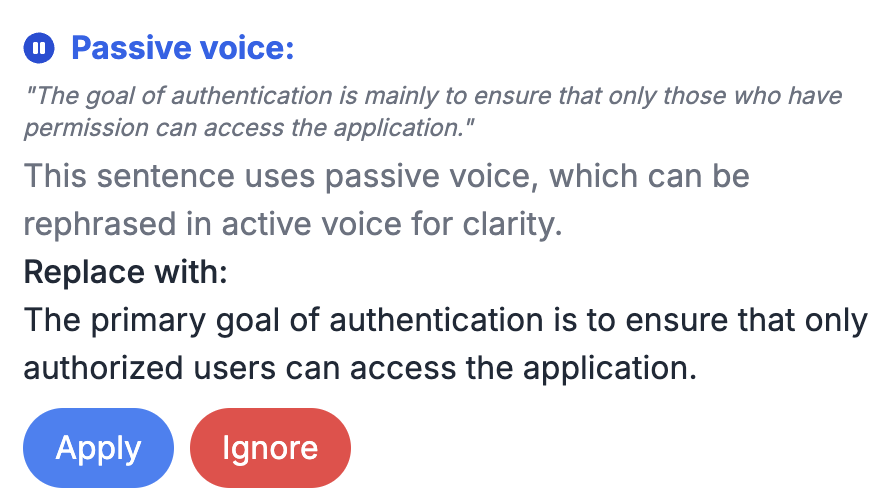 Passive voice:
"The goal of authentication is mainly to ensure that only those who have
permission can access the application."
This sentence uses passive voice, which can be
rephrased in active voice for clarity.
Replace with:
The primary goal of authentication is to ensure that only
authorized users can access the application.
Apply Ignore